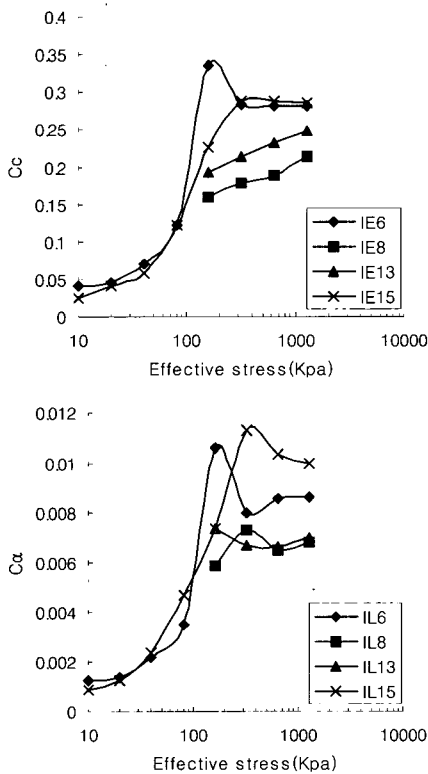 0.4
0.35
0.3
0.25
0.2
0.15
0.1
0.05
0
Cc
IE6
IE8
IE13
IE15
10 100 1000 10000
Effective stress(Kpa)
0.012
0.01
0.008
0.006
0.004
0.002
0
Cα
IL6
IL8
IL13
IL15
10 100 1000 10000
Effective stress(Kpa)